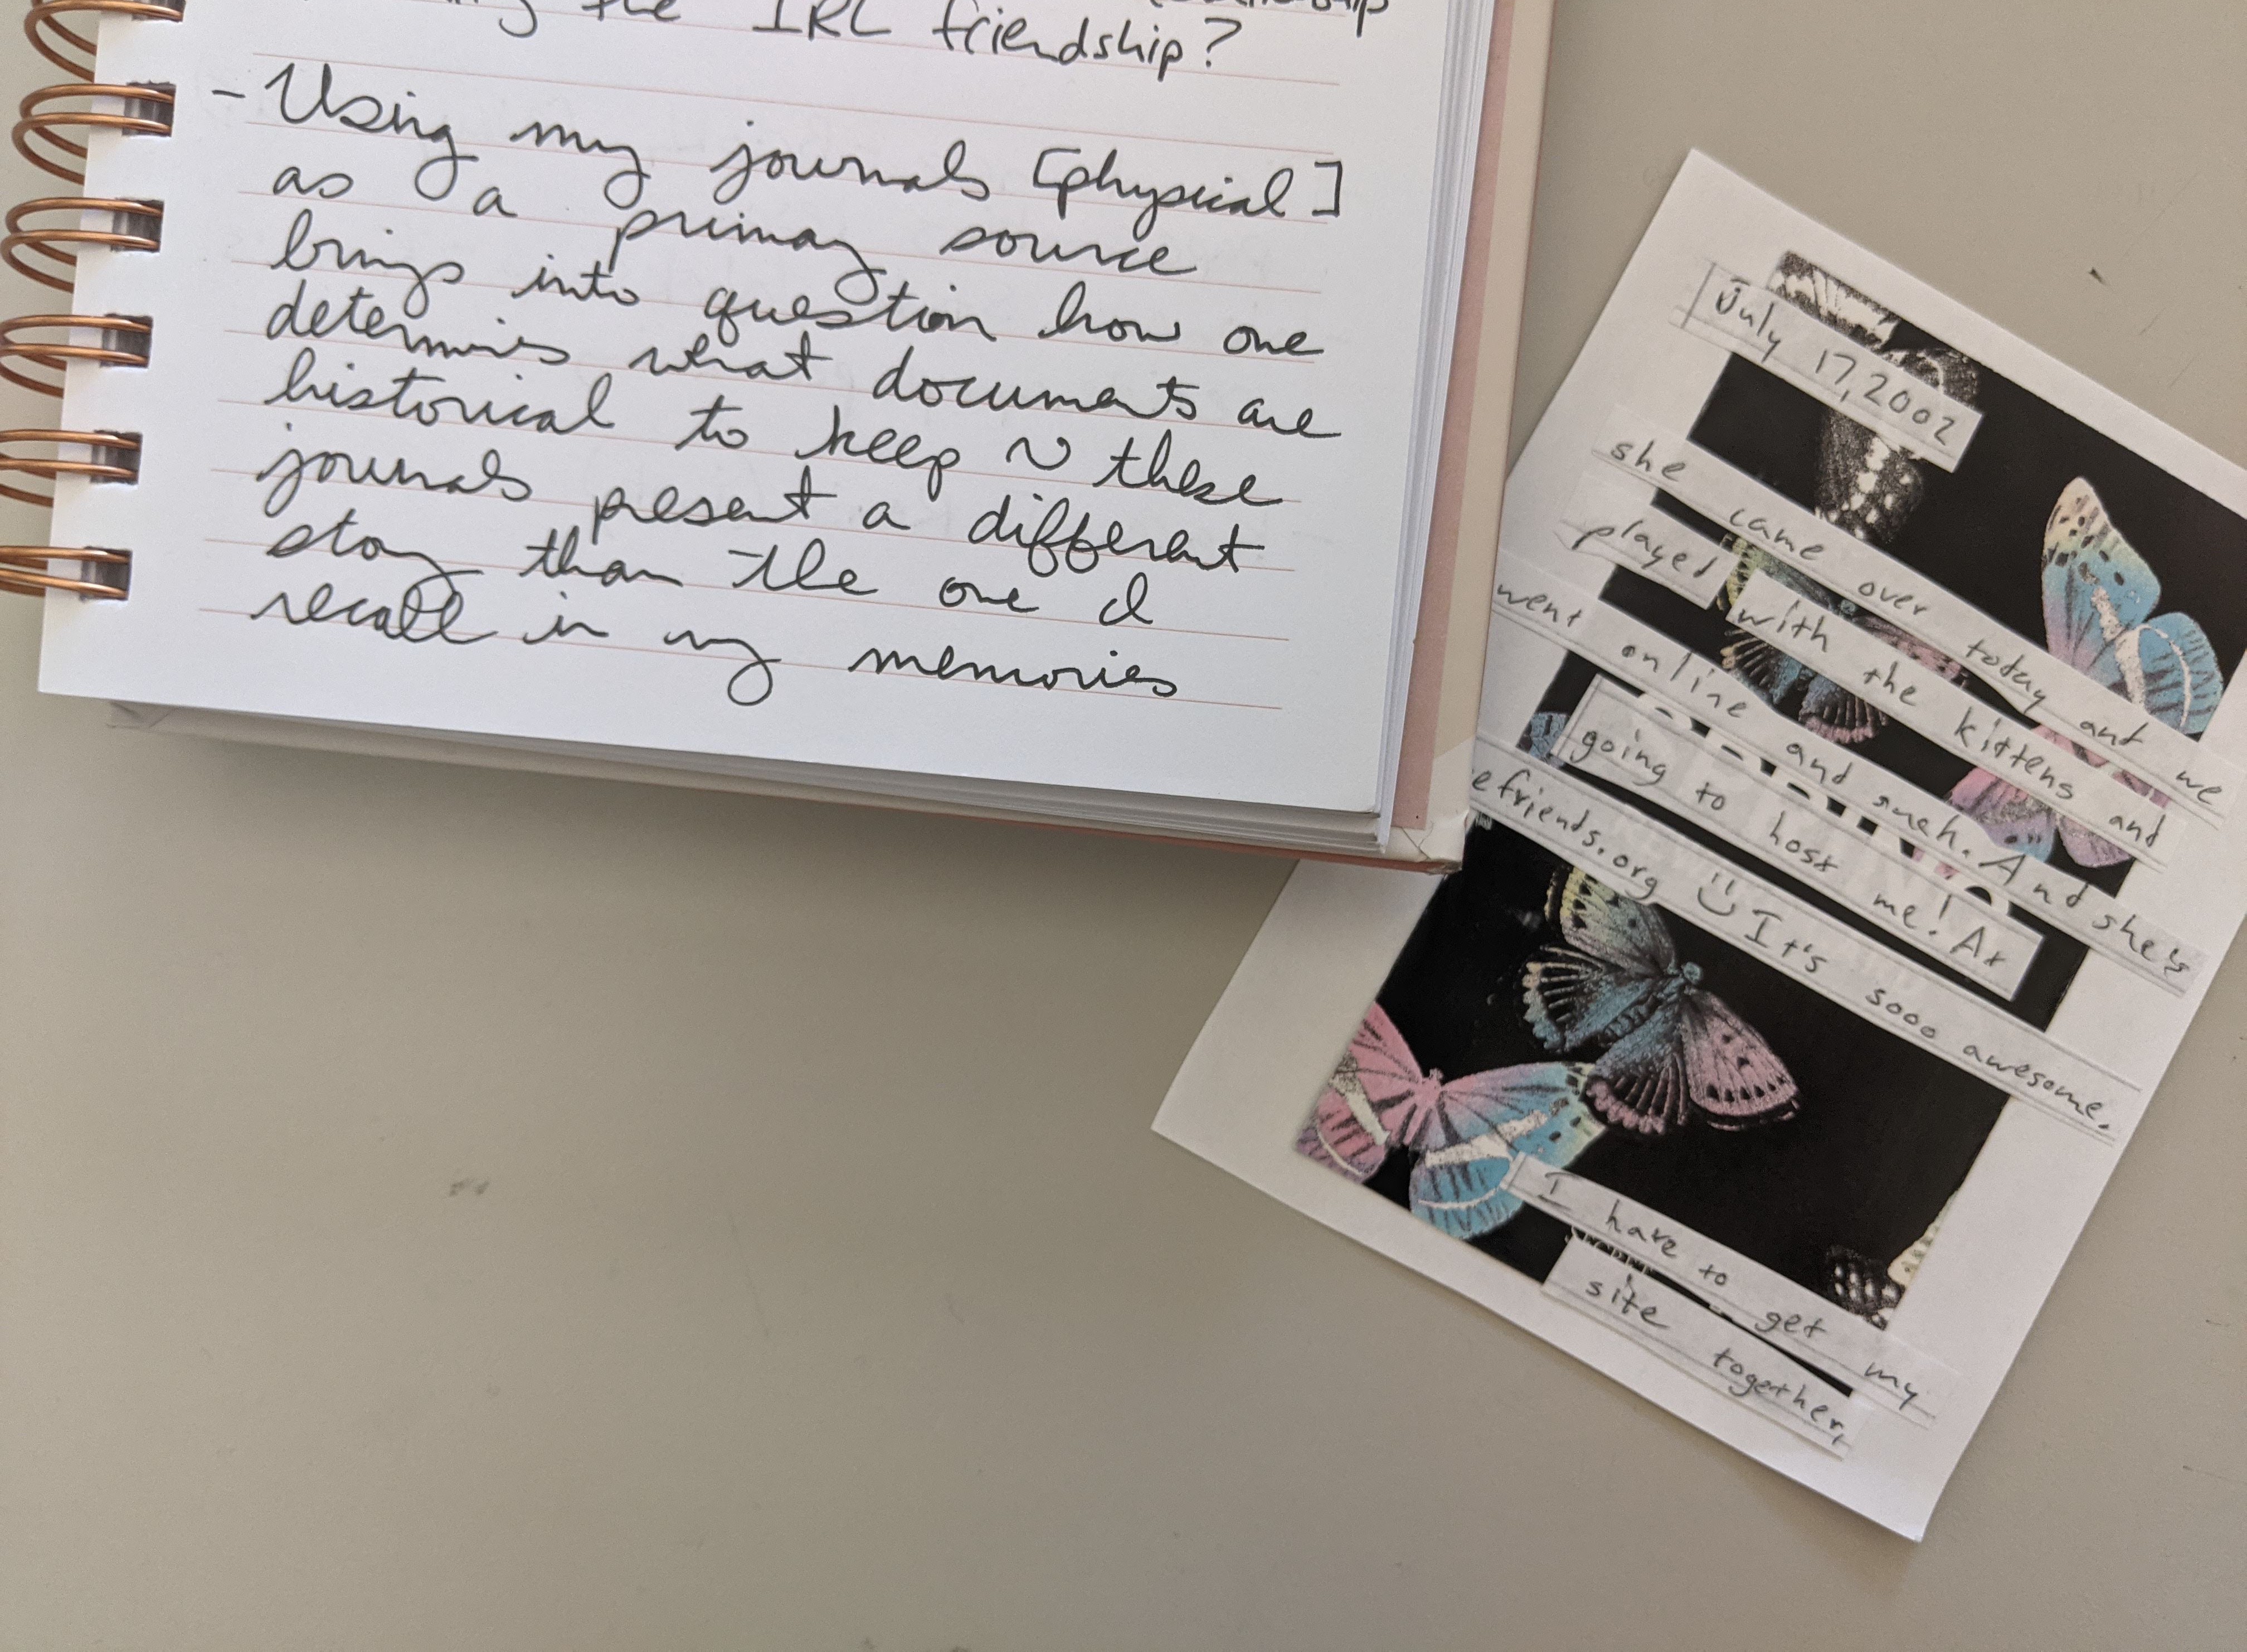 the IRL friendship?
- Using my journals [physical]
as a primary source
brings into question how one
determines what documents are
historical to keep ~ these
journals present a different
story than the one I
recall in my memories
July 17, 2002
she came over today and we
played with the kittens and
went online and such. And she's
going to host me! At
efriends.org :) It's sooo awesome.
I have to get my
site together,